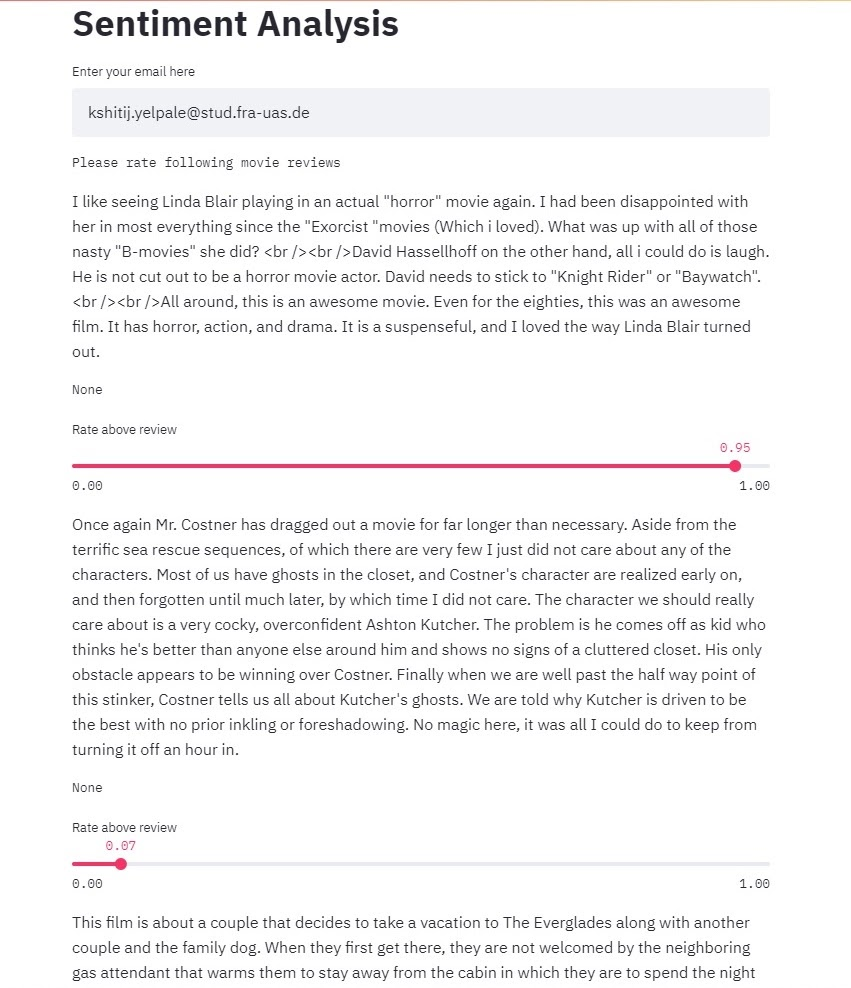 Sentiment Analysis
Enter your email here
kshitij.yelpale@stud.fra-uas.de
Please rate following movie reviews
I like seeing Linda Blair playing in an actual "horror" movie again. I had been disappointed with
her in most everything since the "Exorcist "movies (Which i loved). What was up with all of those
nasty "B-movies" she did? <br /><br />David Hassellhoff on the other hand, all i could do is laugh.
He is not cut out to be a horror movie actor. David needs to stick to "Knight Rider" or "Baywatch".
<br /><br />All around, this is an awesome movie. Even for the eighties, this was an awesome
film. It has horror, action, and drama. It is a suspenseful, and I loved the way Linda Blair turned
out.
None
Rate above review
0.95
0.00 1.00
Once again Mr. Costner has dragged out a movie for far longer than necessary. Aside from the
terrific sea rescue sequences, of which there are very few I just did not care about any of the
characters. Most of us have ghosts in the closet, and Costner's character are realized early on,
and then forgotten until much later, by which time I did not care. The character we should really
care about is a very cocky, overconfident Ashton Kutcher. The problem is he comes off as kid who
thinks he's better than anyone else around him and shows no signs of a cluttered closet. His only
obstacle appears to be winning over Costner. Finally when we are well past the half way point of
this stinker, Costner tells us all about Kutcher's ghosts. We are told why Kutcher is driven to be
the best with no prior inkling or foreshadowing. No magic here, it was all I could do to keep from
turning it off an hour in.
None
Rate above review
0.07
0.00 1.00
This film is about a couple that decides to take a vacation to The Everglades along with another
couple and the family dog. When they first get there, they are not welcomed by the neighboring
gas attendant that warms them to stay away from the cabin in which they are to spend the night